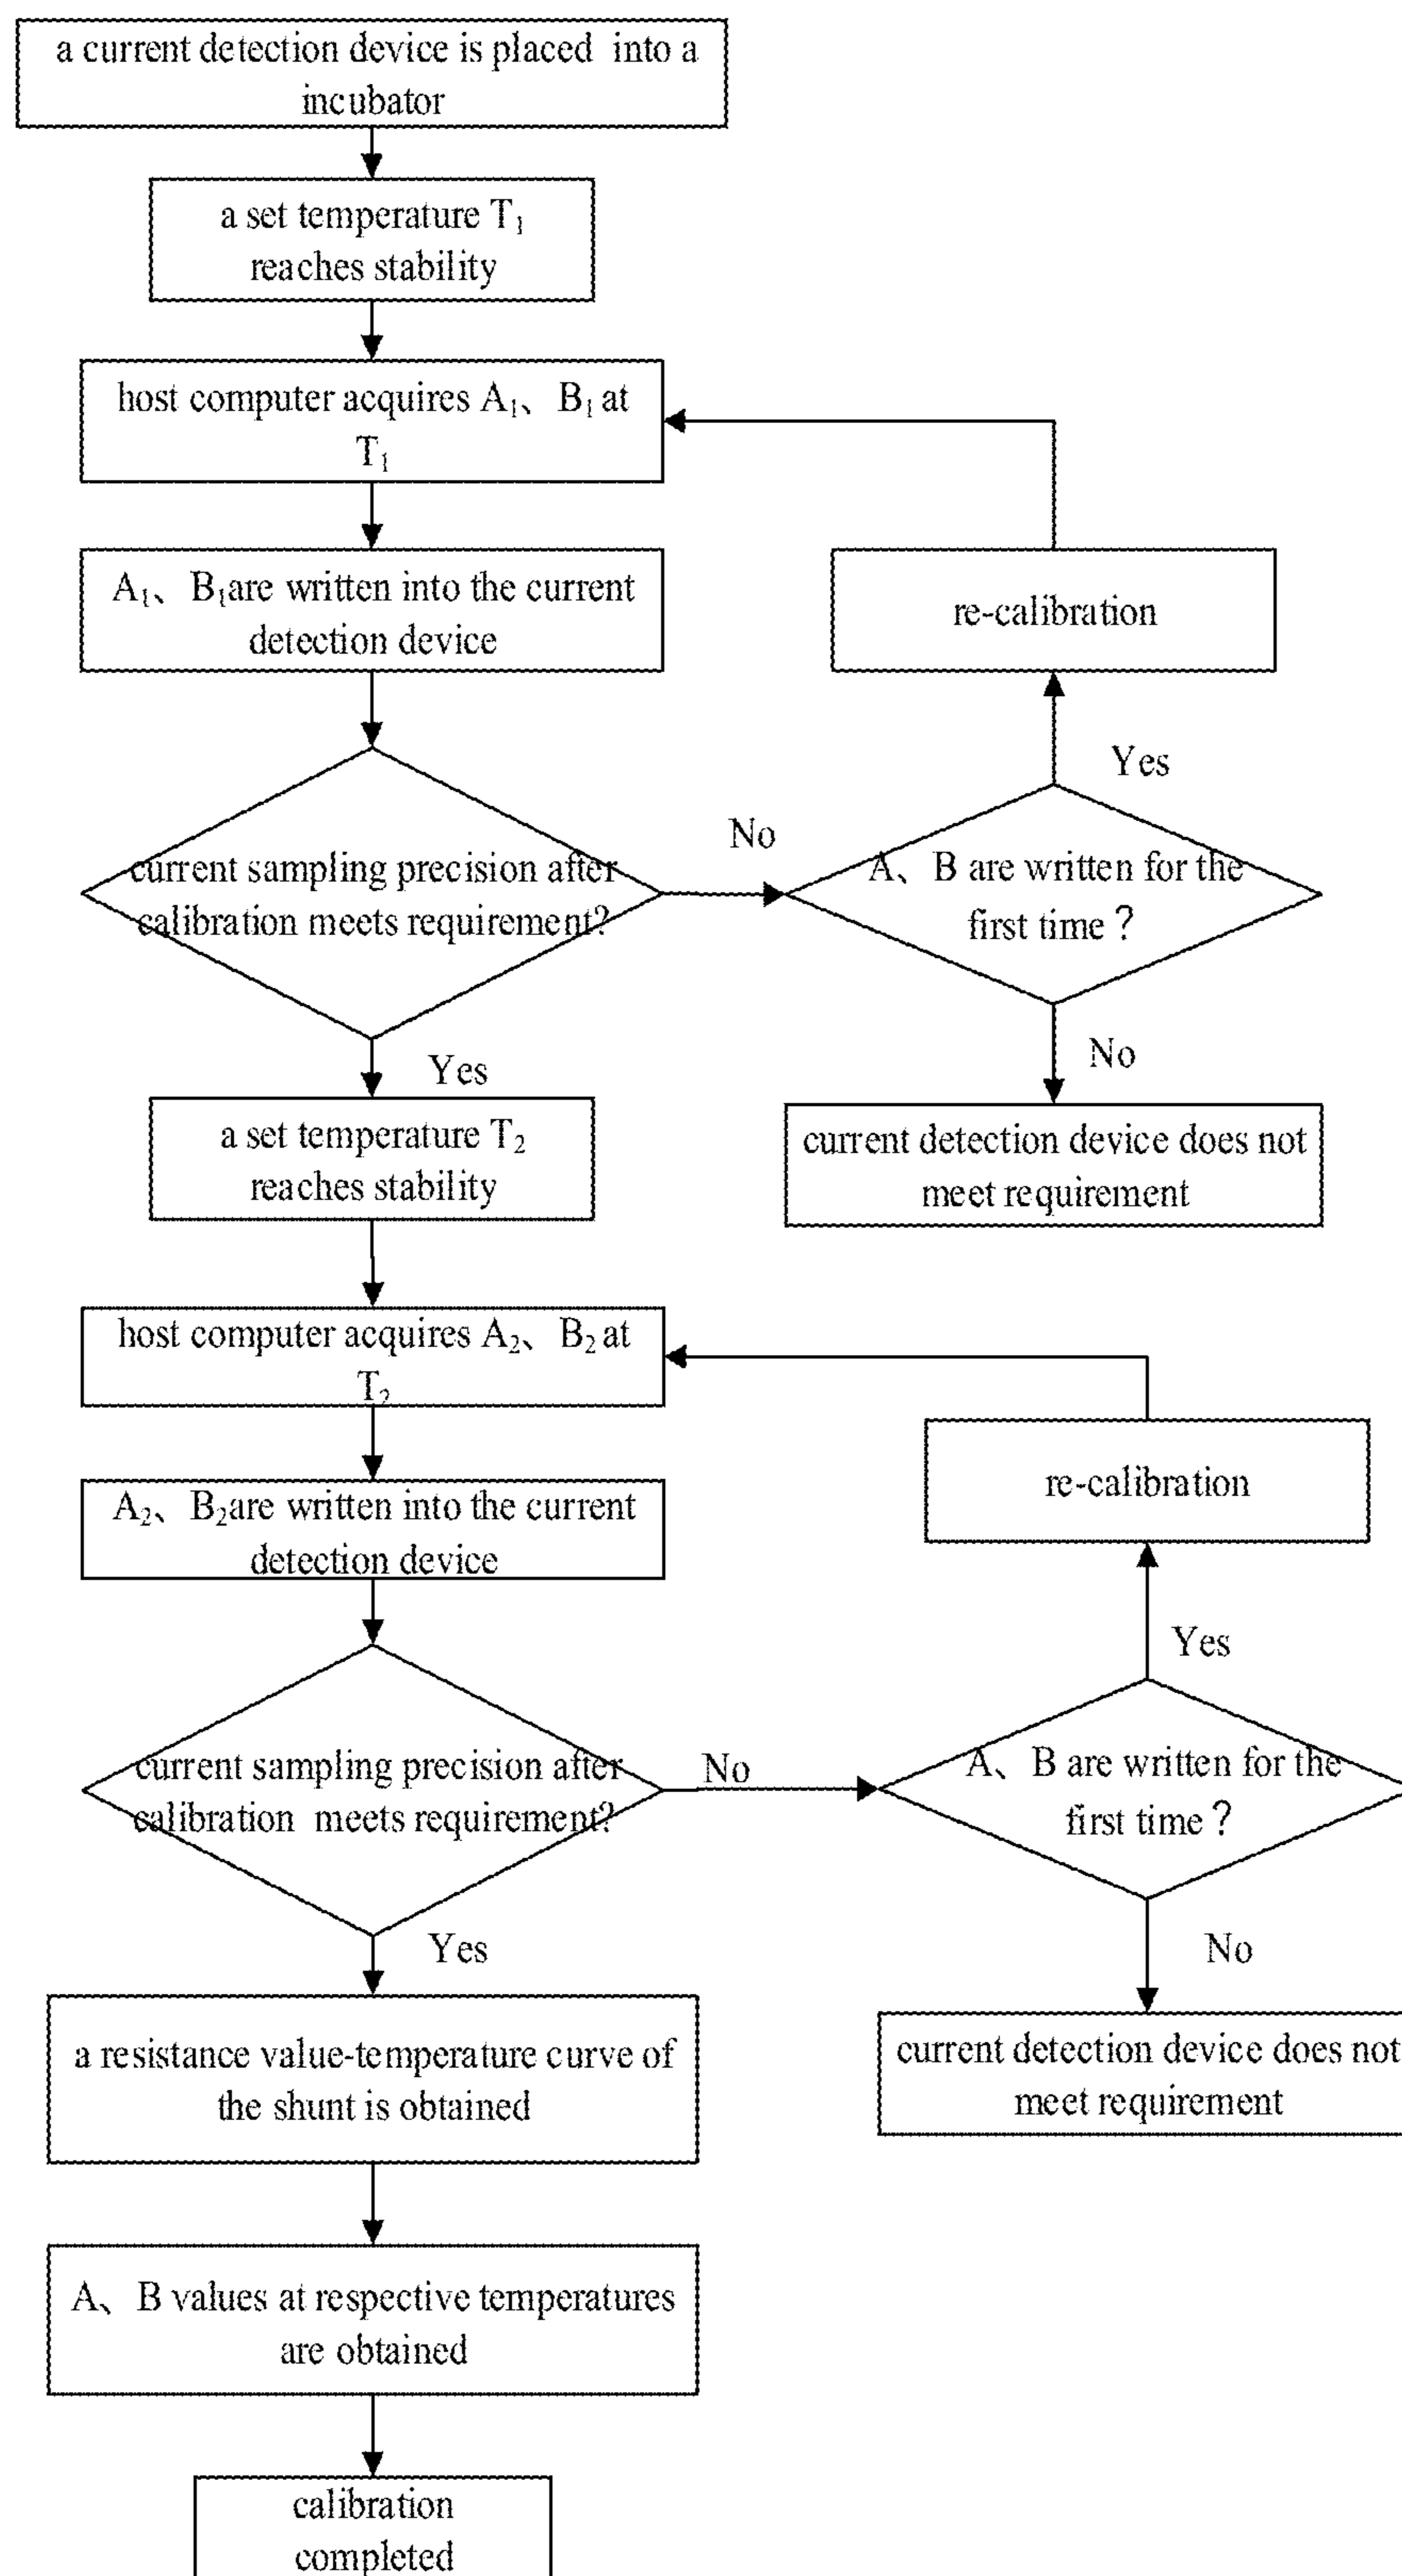 a current detection device is placed into a
incubator
a set temperature T₁
reaches stability
host computer acquires A₁、B₁ at
T₁
A₁、B₁are written into the current
detection device
re-calibration
Yes
current sampling precision after
calibration meets requirement?
No
A、B are written for the
first time？
Yes
No
a set temperature T₂
reaches stability
current detection device does not
meet requirement
host computer acquires A₂、B₂ at
T₂
A₂、B₂are written into the current
detection device
re-calibration
Yes
current sampling precision after
calibration meets requirement?
No
A、B are written for the
first time？
Yes
No
a resistance value-temperature curve of
the shunt is obtained
current detection device does not
meet requirement
A、B values at respective temperatures
are obtained
calibration
completed